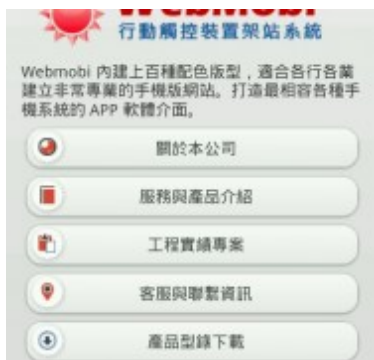 WebMobi
行動觸控裝置架站系統
Webmobi 內建上百種配色版型，適合各行各業
建立非常專業的手機版網站。打造最相容各種手
機系統的 APP 軟體介面。
關於本公司
服務與產品介紹
工程實績專案
客服與聯繫資訊
產品型錄下載